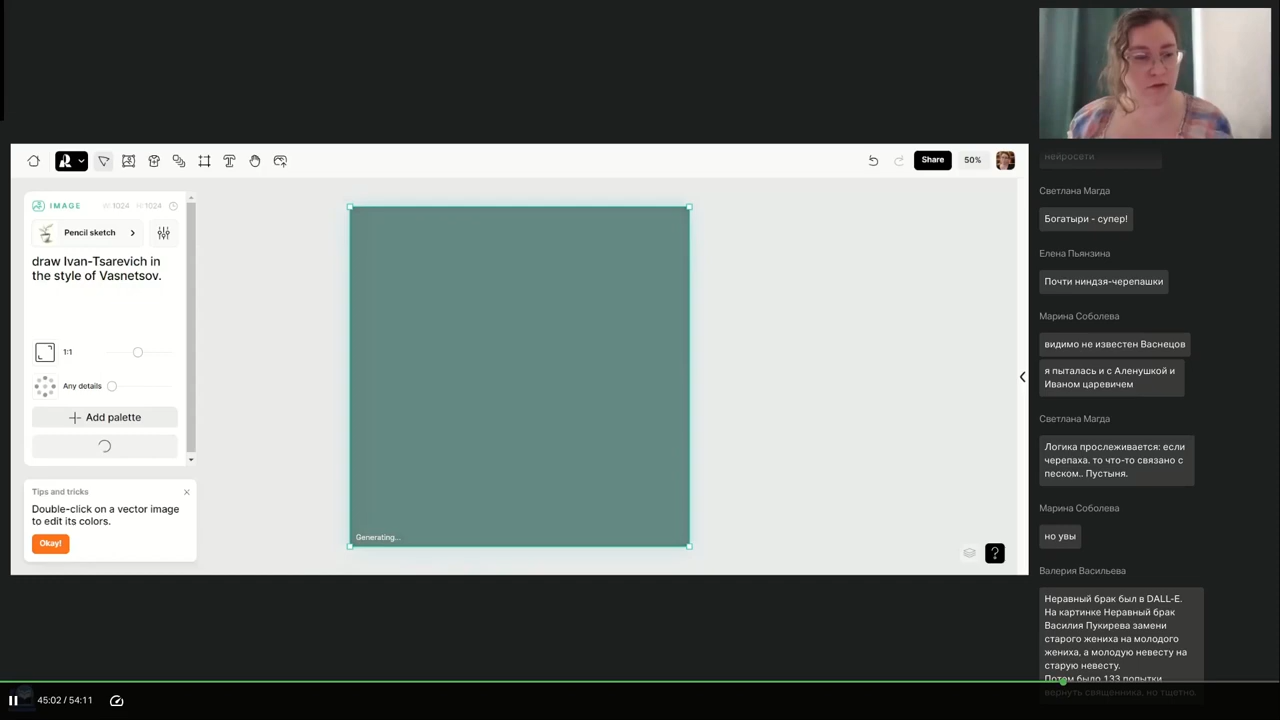 Share
50%
IMAGE
W: 1024 H: 1024
Pencil sketch
draw Ivan-Tsarevich in
the style of Vasnetsov.
1:1
Any details
Add palette
Tips and tricks
Double-click on a vector image
to edit its colors.
Okay!
Generating...
?
нейросети
Светлана Магда
Богатыри - супер!
Елена Пьянзина
Почти ниндзя-черепашки
Марина Соболева
видимо не известен Васнецов
я пыталась и с Аленушкой и
Иваном царевичем
Светлана Магда
Логика прослеживается: если
черепаха. то что-то связано с
песком.. Пустыня.
Марина Соболева
но увы
Валерия Васильева
Неравный брак был в DALL-E.
На картинке Неравный брак
Василия Пукирева замени
старого жениха на молодого
жениха, а молодую невесту на
старую невесту.
Потом было 133 попытки
вернуть священника, но тщетно.
45:02 / 54:11